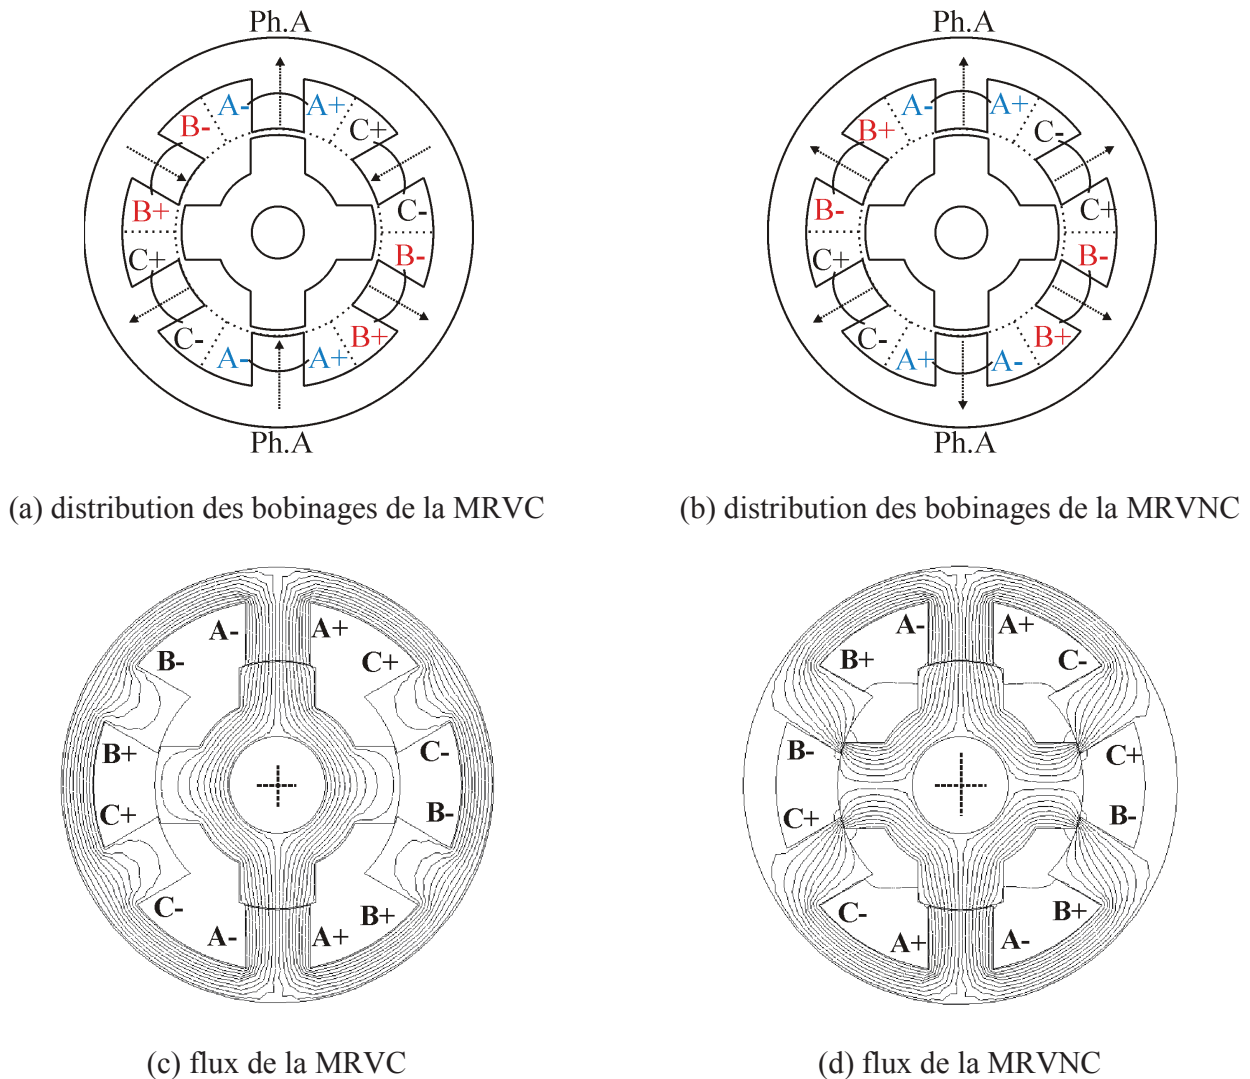 Ph.A
A- A+
B- C+
B+ C-
C+ B-
C- B+
A- A+
Ph.A
(a) distribution des bobinages de la MRVC
Ph.A
A- A+
B+ C-
B- C+
C+ B-
C- B+
A+ A-
Ph.A
(b) distribution des bobinages de la MRVNC
A- A+
B- C+
B+ C-
C+ B-
C- B+
A- A+
(c) flux de la MRVC
A- A+
B+ C-
B- C+
C+ B-
C- B+
A+ A-
(d) flux de la MRVNC